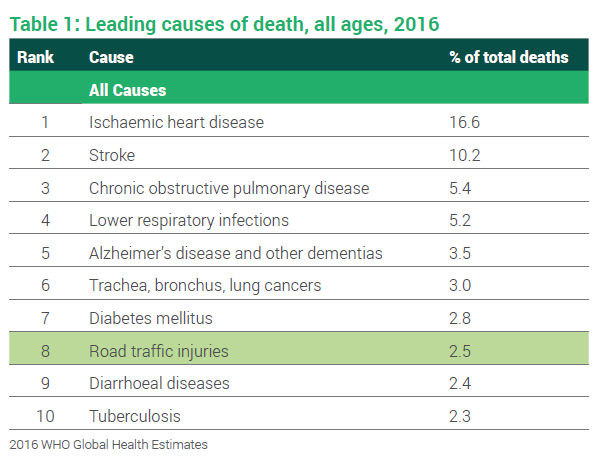 Table 1: Leading causes of death, all ages, 2016
Rank Cause % of total deaths
All Causes
1 Ischaemic heart disease 16.6
2 Stroke 10.2
3 Chronic obstructive pulmonary disease 5.4
4 Lower respiratory infections 5.2
5 Alzheimer's disease and other dementias 3.5
6 Trachea, bronchus, lung cancers 3.0
7 Diabetes mellitus 2.8
8 Road traffic injuries 2.5
9 Diarrhoeal diseases 2.4
10 Tuberculosis 2.3
2016 WHO Global Health Estimates